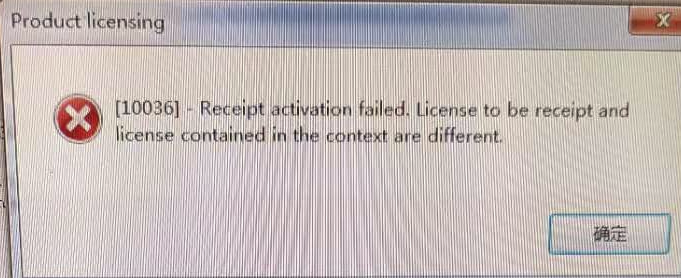 Product licensing
[10036] - Receipt activation failed. License to be receipt and
license contained in the context are different.
确定